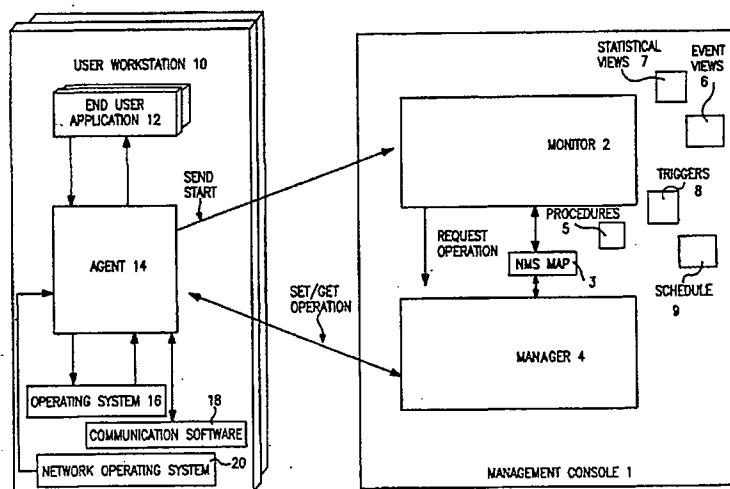 USER WORKSTATION 10
END USER
APPLICATION 12
SEND
START
AGENT 14
SET/GET
OPERATION
OPERATING SYSTEM 16
18
COMMUNICATION SOFTWARE
NETWORK OPERATING SYSTEM
20
STATISTICAL
VIEWS 7
EVENT
VIEWS
6
MONITOR 2
TRIGGERS
8
PROCEDURES
5
REQUEST
OPERATION
NMS MAP
3
SCHEDULE
9
MANAGER 4
MANAGEMENT CONSOLE 1